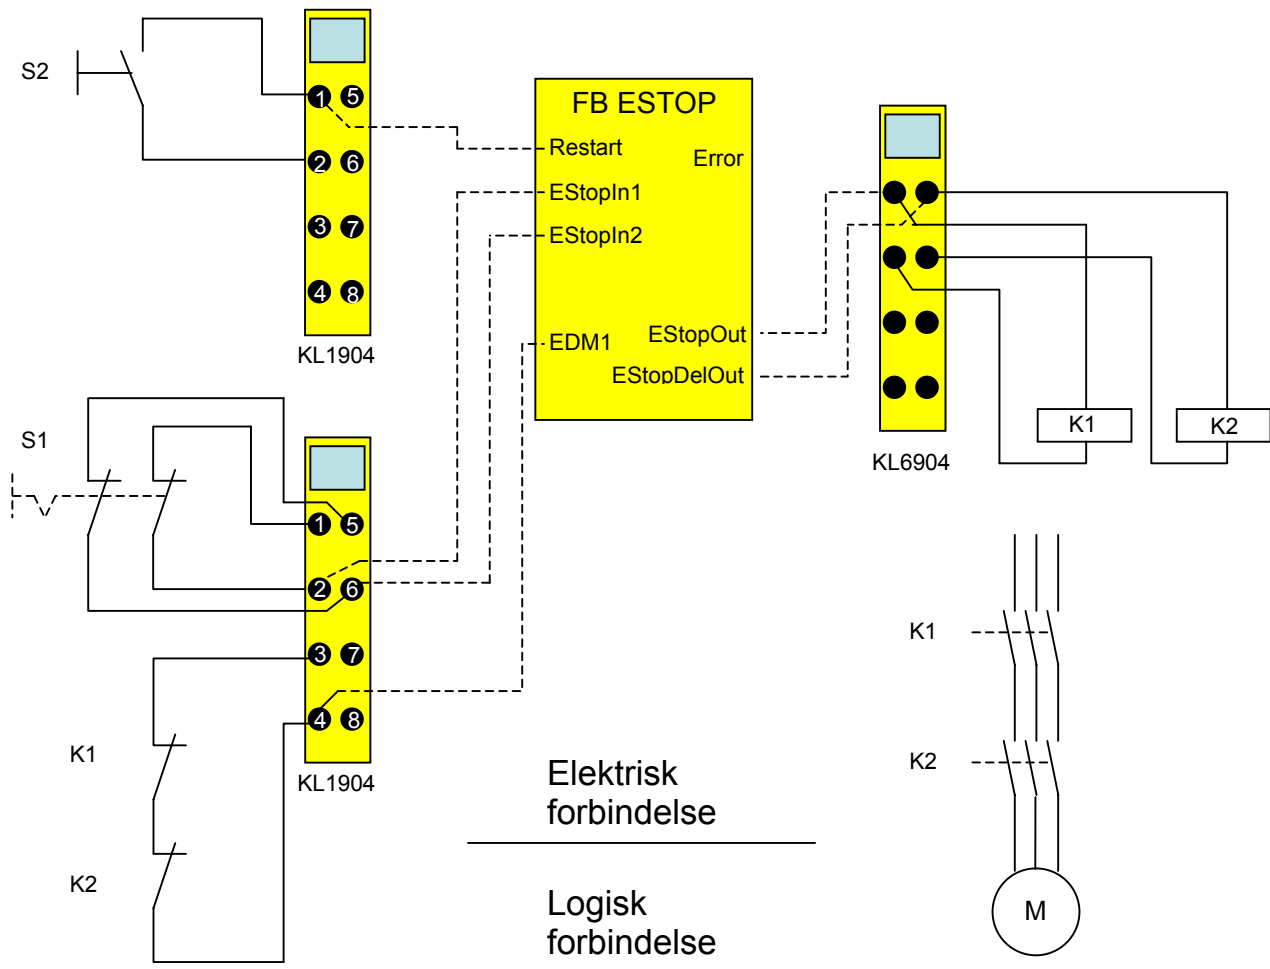 S2
1 5
2 6
3 7
4 8
KL1904
FB ESTOP
Restart
Error
EStopIn1
EStopIn2
EDM1
EStopOut
EStopDelOut
KL6904
K1
K2
S1
1 5
2 6
3 7
4 8
KL1904
K1
K2
K1
K2
M
Elektrisk
forbindelse
Logisk
forbindelse